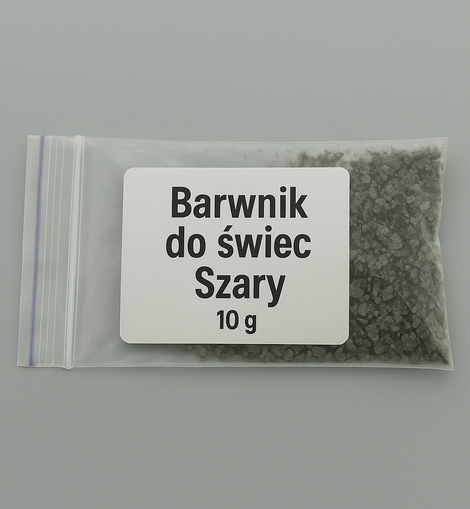 Barwnik
do świec
Szary
10 g